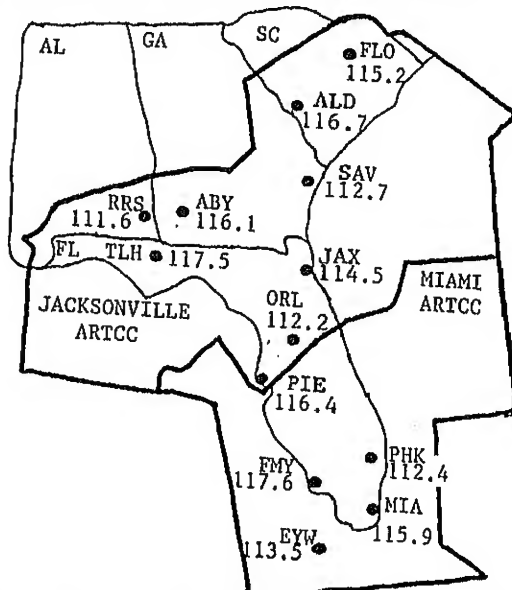 AL
GA
SC
FLO
115.2
ALD
116.7
SAV
112.7
RRS
111.6
ABY
116.1
FL
TLH
117.5
JAX
114.5
MIAMI
ARTCC
JACKSONVILLE
ARTCC
ORL
112.2
PIE
116.4
PHK
112.4
FMY
117.6
MIA
115.9
EYW
113.5